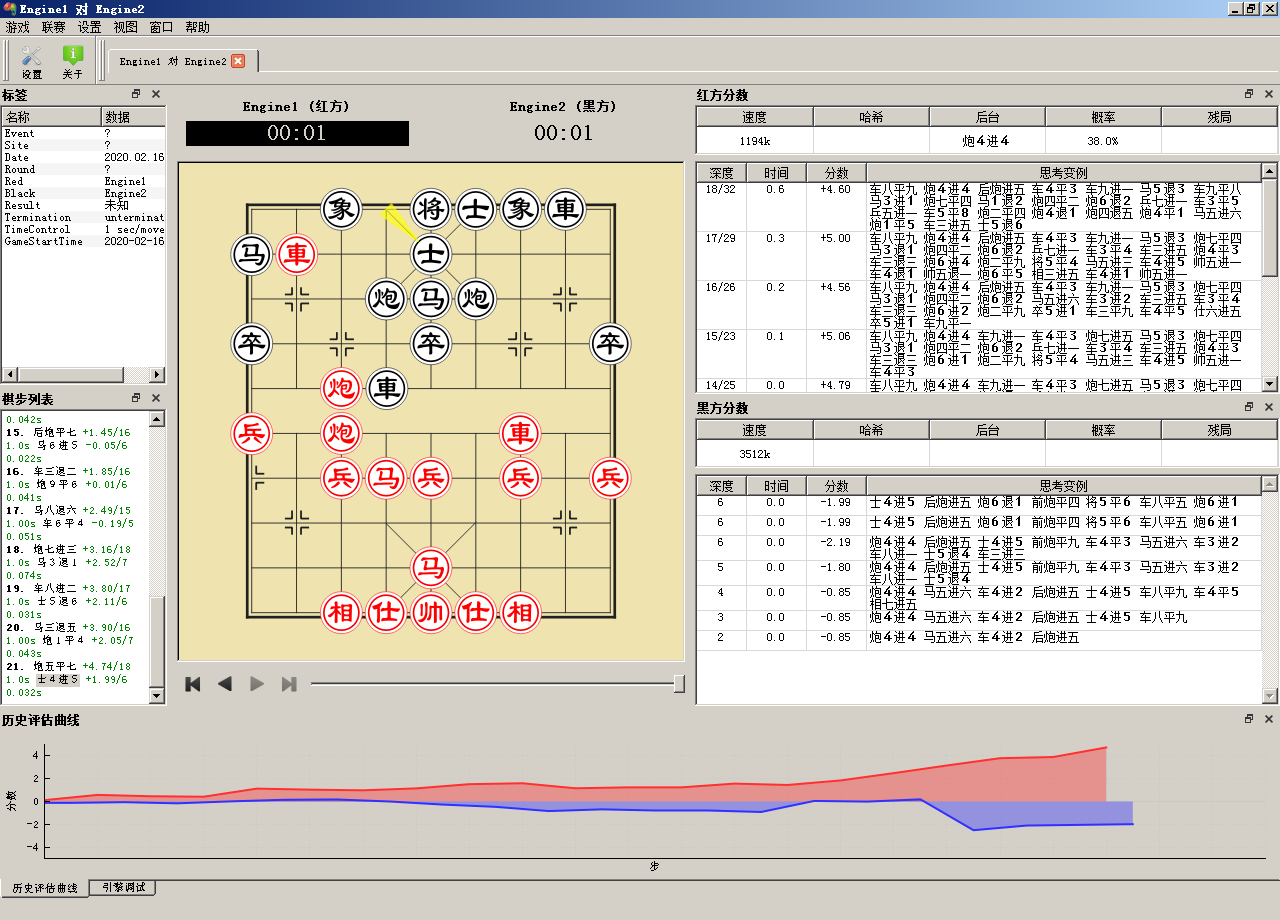 Engine1 对 Engine2
游戏 联赛 设置 视图 窗口 帮助
设置
关于
Engine1 对 Engine2
标签
名称 数据
Event ?
Site ?
Date 2020.02.16
Round ?
Red Engine1
Black Engine2
Result 未知
Termination unterminat
TimeControl 1 sec/move
GameStartTime 2020-02-16
棋步列表
0.042s
15. 后炮平七 +1.45/16
1.0s 马6进5 -0.05/6
0.022s
16. 车三退二 +1.85/16
1.0s 炮9平6 +0.01/6
0.041s
17. 马八退六 +2.49/15
1.00s 车6平4 -0.19/5
0.051s
18. 炮七进三 +3.16/18
1.0s 马3退1 +2.52/7
0.074s
19. 车八进二 +3.80/17
1.0s 士5退6 +2.11/6
0.031s
20. 马三退五 +3.90/16
1.00s 炮1平4 +2.05/7
0.043s
21. 炮五平七 +4.74/18
1.0s 士4进5 +1.99/6
0.032s
Engine1 (红方)
Engine2 (黑方)
00:01
00:01
象 将 士 象 車
马 車 士
炮 马 炮
卒 卒 卒
炮 車
兵 炮 車
兵 马 兵 兵 兵
马
相 仕 帅 仕 相
红方分数
速度 哈希 后台 概率 残局
1194k 炮4进4 38.0%
深度 时间 分数 思考变例
18/32 0.6 +4.60 车八平九 炮4进4 后炮进五 车4平3 车九进一 马5退3 车九平八
马3进1 炮七平四 马1退2 炮四平二 炮6退2 兵七进一 车3平5
兵五进一 车5平8 炮二平四 炮4退1 炮四退五 炮4平1 马五进六
炮1平5 车三进五 士5退6
17/29 0.3 +5.00 车八平九 炮4进4 后炮进五 车4平3 车九进一 马5退3 炮七平四
马3退1 炮四平二 炮6退2 兵七进一 车3平4 车三进五 炮4平3
车三退三 炮6进4 炮二平九 将5平4 马五进三 车4进5 帅五进一
车4退1 帅五退一 炮6平5 相三进五 车4进1 帅五进一
16/26 0.2 +4.56 车八平九 炮4进4 后炮进五 车4平3 车九进一 马5退3 炮七平四
马3退1 炮四平二 炮6退2 马五进六 车3进2 车三进五 车3平4
车三退三 炮6进2 炮二平九 卒5进1 车三平九 车4平5 仕六进五
卒5进1 车九平一
15/23 0.1 +5.06 车八平九 炮4进4 车九进一 车4平3 炮七进五 马5退3 炮七平四
马3退1 炮四平二 炮6退2 兵七进一 车3平4 车三进五 炮4平3
车三退三 炮6进1 炮二平九 将5平4 马五进三 车4进5 帅五进一
车4平3
14/25 0.0 +4.79 车八平九 炮4进4 车九进一 车4平3 炮七进五 马5退3 炮七平四
黑方分数
速度 哈希 后台 概率 残局
3512k
深度 时间 分数 思考变例
6 0.0 -1.99 士4进5 后炮进五 炮6退1 前炮平四 将5平6 车八平五 炮6进1
6 0.0 -1.99 士4进5 后炮进五 炮6退1 前炮平四 将5平6 车八平五 炮6进1
6 0.0 -2.19 炮4进4 后炮进五 士4进5 前炮平九 车4平3 马五进六 车3进2
车八进一 士5退4 车三进三
5 0.0 -1.80 炮4进4 后炮进五 士4进5 前炮平九 车4平3 马五进六 车3进2
车八进一 士5退4
4 0.0 -0.85 炮4进4 马五进六 车4进2 后炮进五 士4进5 车八平九 车4平5
相七进五
3 0.0 -0.85 炮4进4 马五进六 车4进2 后炮进五 士4进5 车八平九
2 0.0 -0.85 炮4进4 马五进六 车4进2 后炮进五
历史评估曲线
4
2
0
-2
-4
分数
步
历史评估曲线 引擎调试